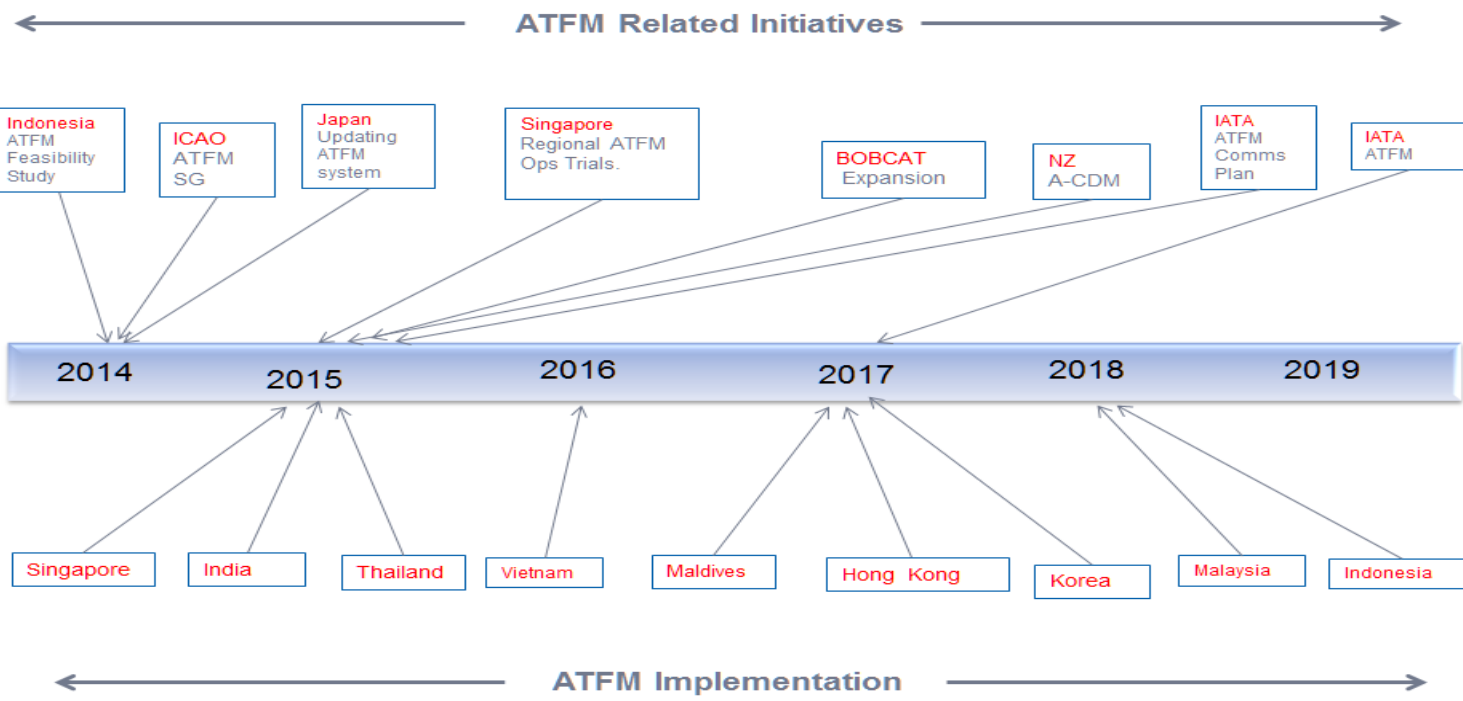 ATFM Related Initiatives
Indonesia
ATFM
Feasibility
Study
ICAO
ATFM
SG
Japan
Updating
ATFM
system
Singapore
Regional ATFM
Ops Trials.
BOBCAT
Expansion
NZ
A-CDM
IATA
ATFM
Comms
Plan
IATA
ATFM
2014
2015
2016
2017
2018
2019
Singapore
India
Thailand
Vietnam
Maldives
Hong Kong
Korea
Malaysia
Indonesia
ATFM Implementation